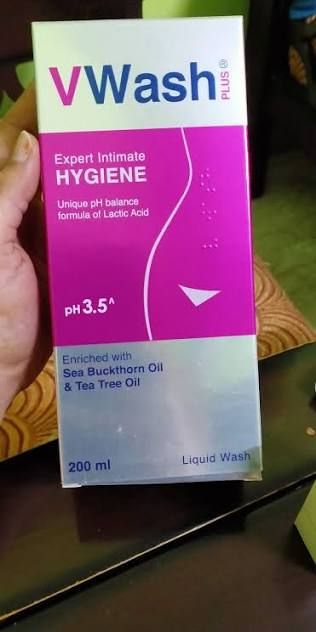 VWash PLUS®
Expert Intimate
HYGIENE
Unique pH balance
formula of Lactic Acid
pH 3.5^
Enriched with
Sea Buckthorn Oil
& Tea Tree Oil
200 ml
Liquid Wash